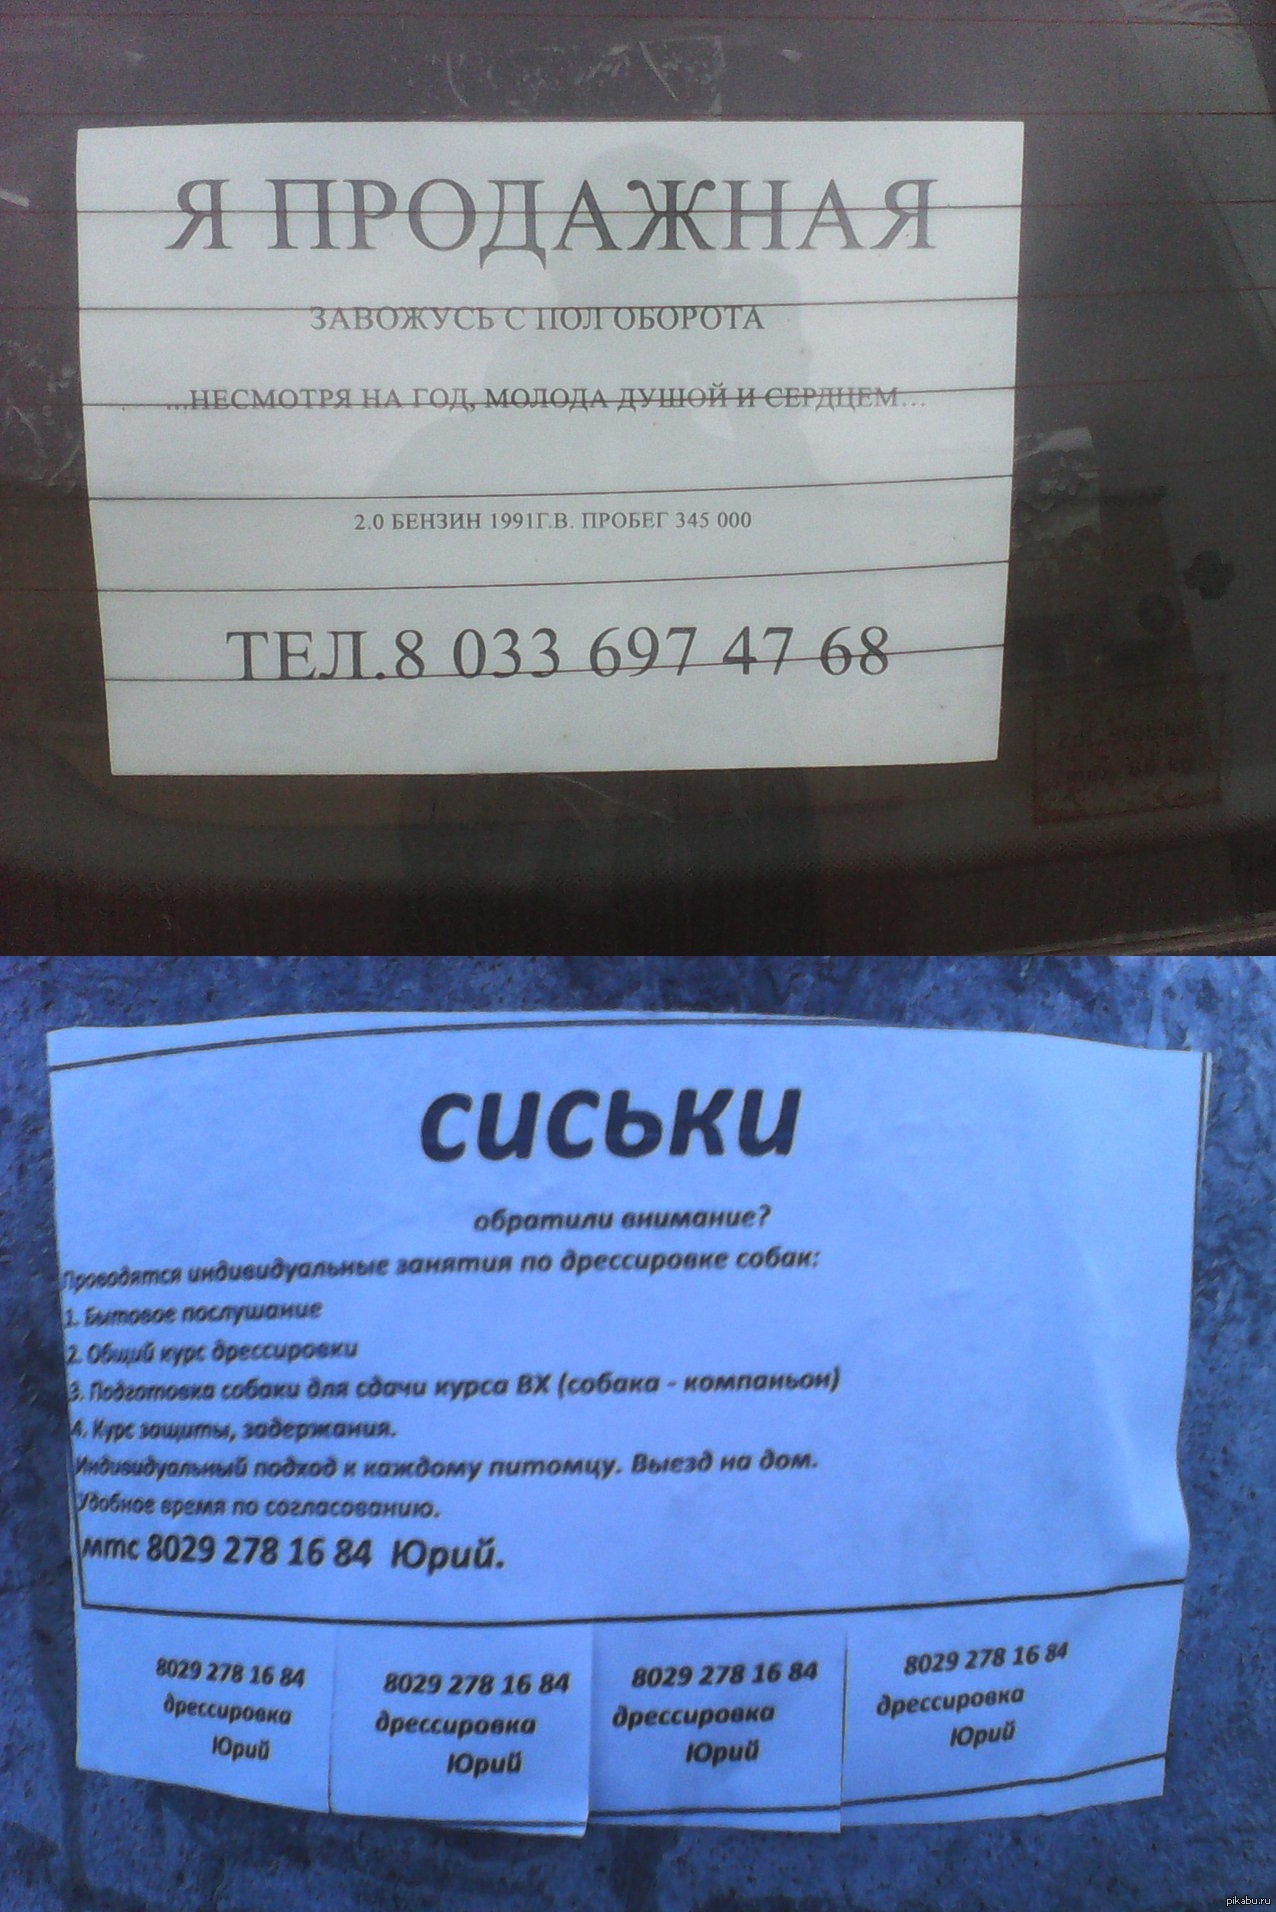 Я ПРОДАЖНАЯ
ЗАВОЖУСЬ С ПОЛ ОБОРОТА
...НЕСМОТРЯ НА ГОД, МОЛОДА ДУШОЙ И СЕРДЦЕМ...
2.0 БЕНЗИН 1991Г.В. ПРОБЕГ 345 000
ТЕЛ.8 033 697 47 68
сиськи
обратили внимание?
Проводятся индивидуальные занятия по дрессировке собак:
1. Бытовое послушание
2. Общий курс дрессировки
3. Подготовка собаки для сдачи курса ВХ (собака - компаньон)
4. Курс защиты, задержания.
Индивидуальный подход к каждому питомцу. Выезд на дом.
Удобное время по согласованию.
мтс 8029 278 16 84 Юрий.
8029 278 16 84
дрессировка
Юрий
8029 278 16 84
дрессировка
Юрий
8029 278 16 84
дрессировка
Юрий
8029 278 16 84
дрессировка
Юрий
pikabu.ru